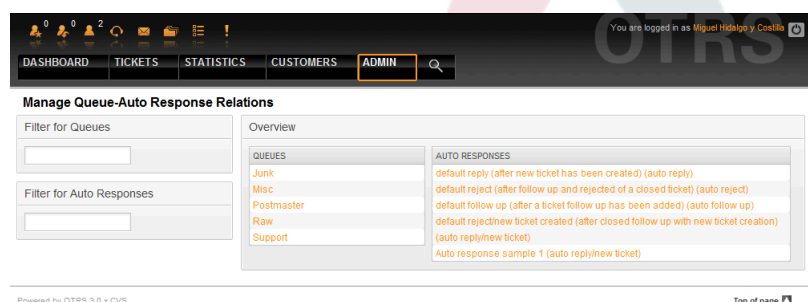 0 0 2
You are logged in as Miguel Hidalgo y Costilla
OTRS
DASHBOARD TICKETS STATISTICS CUSTOMERS ADMIN
Manage Queue-Auto Response Relations
Filter for Queues
Filter for Auto Responses
Overview
QUEUES
Junk
Misc
Postmaster
Raw
Support
AUTO RESPONSES
default reply (after new ticket has been created) (auto reply)
default reject (after follow up and rejected of a closed ticket) (auto reject)
default follow up (after a ticket follow up has been added) (auto follow up)
default reject/new ticket created (after closed follow up with new ticket creation)
(auto reply/new ticket)
Auto response sample 1 (auto reply/new ticket)
Powered by OTRS 3.0.x CVS
Top of page